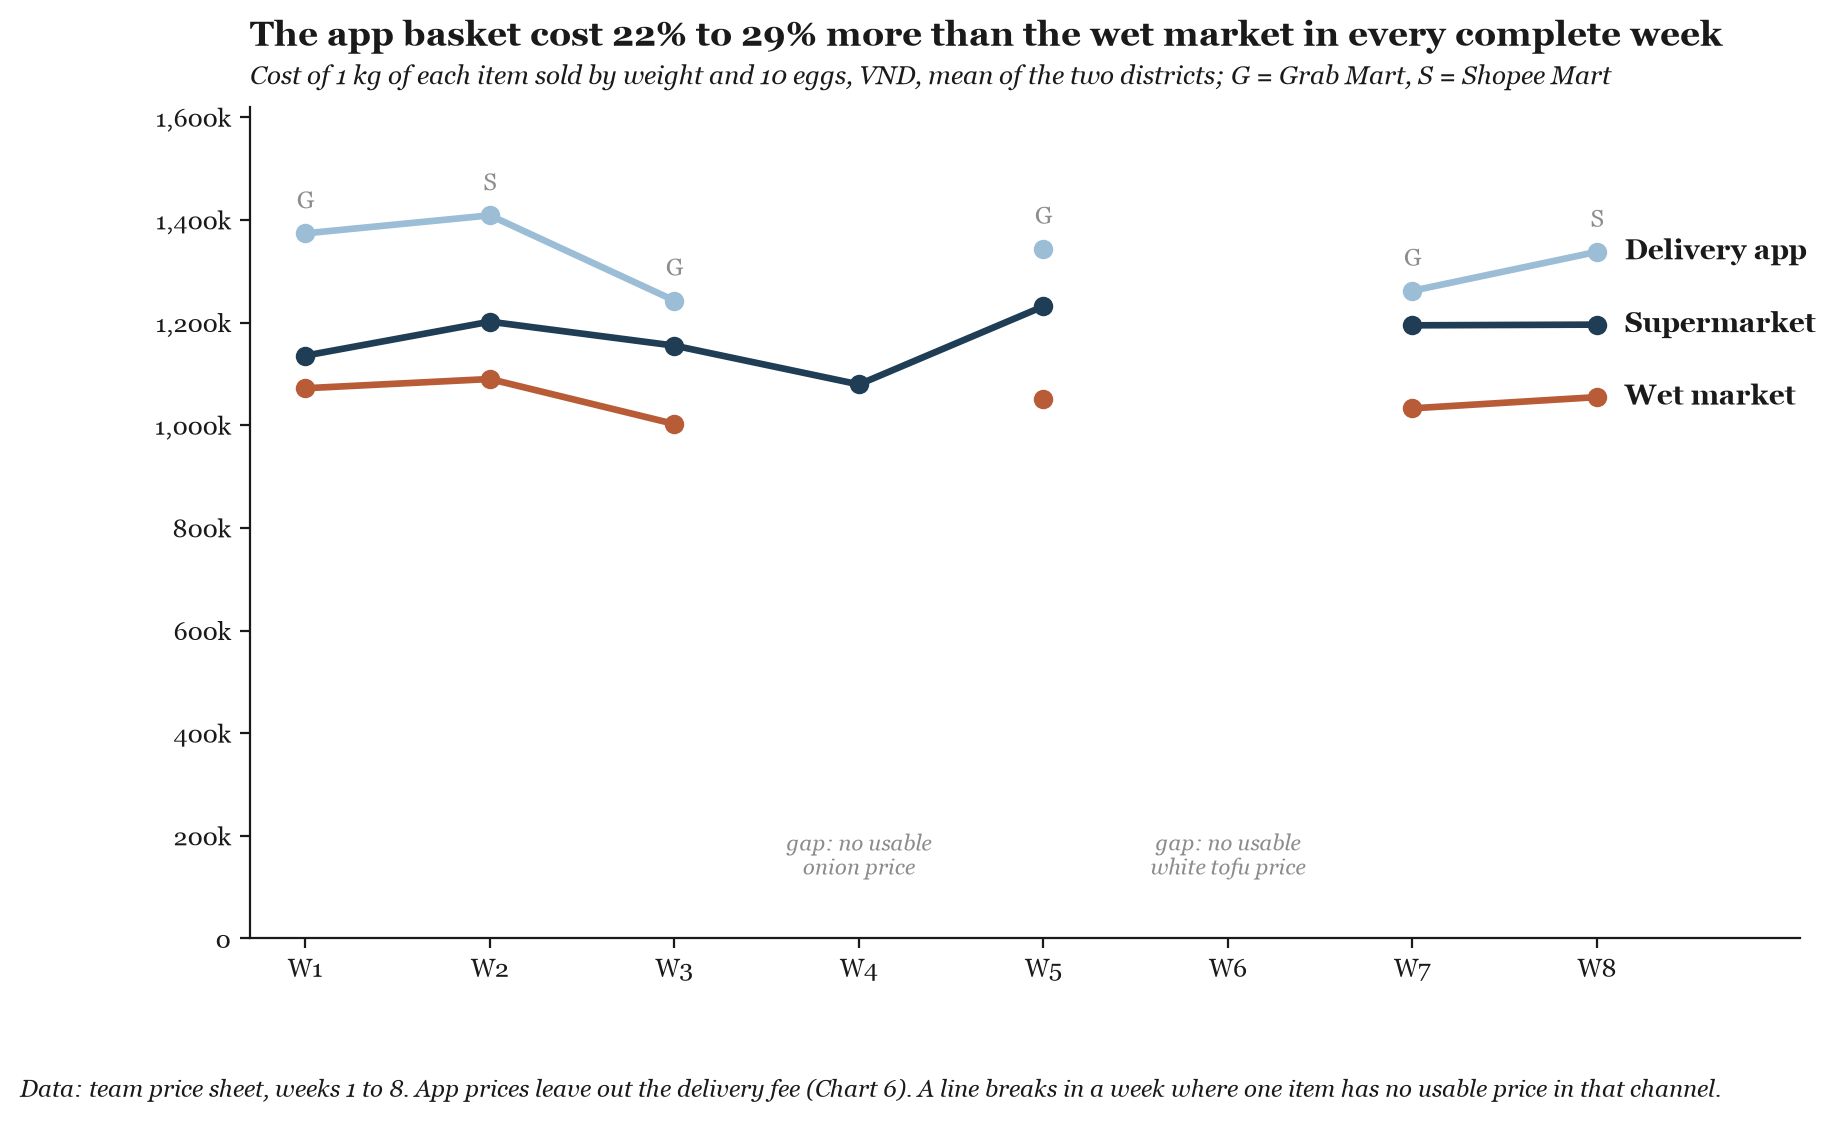 The app basket cost 22% to 29% more than the wet market in every complete week
Cost of 1 kg of each item sold by weight and 10 eggs, VND, mean of the two districts; G = Grab Mart, S = Shopee Mart
1,600k
1,400k
1,200k
1,000k
800k
600k
400k
200k
0
G
S
G
G
G
S
Delivery app
Supermarket
Wet market
gap: no usable
onion price
gap: no usable
white tofu price
W1
W2
W3
W4
W5
W6
W7
W8
Data: team price sheet, weeks 1 to 8. App prices leave out the delivery fee (Chart 6). A line breaks in a week where one item has no usable price in that channel.